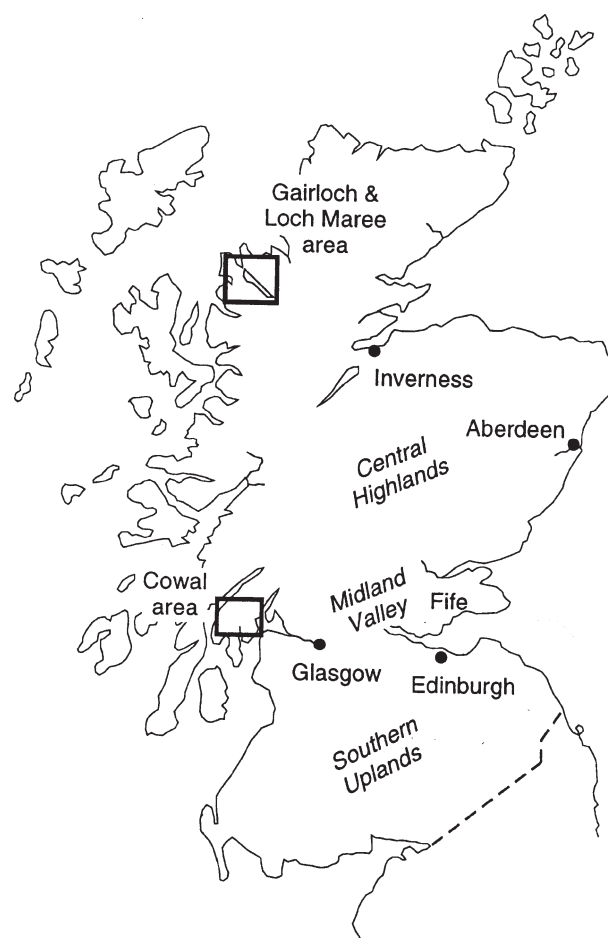 Gairloch &
Loch Maree
area
Inverness
Aberdeen
Central
Highlands
Cowal
area
Midland
Valley
Fife
Glasgow
Edinburgh
Southern
Uplands